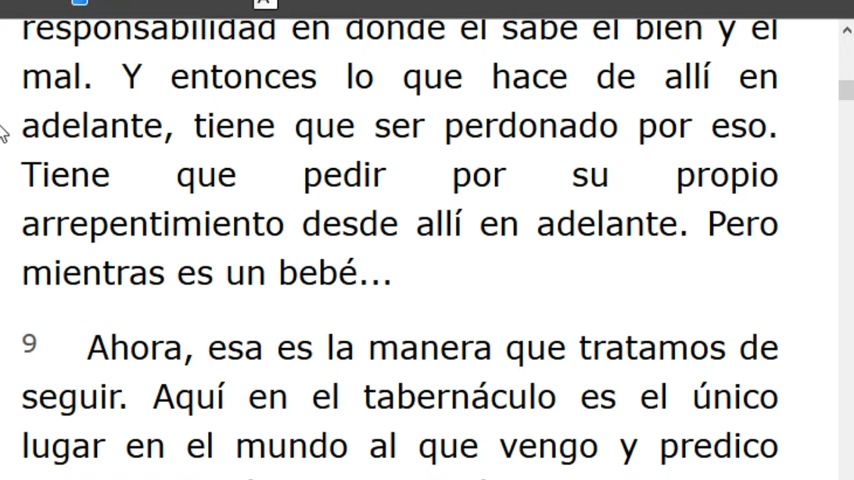 responsabilidad en donde él sabe el bien y el
mal. Y entonces lo que hace de allí en
adelante, tiene que ser perdonado por eso.
Tiene que pedir por su propio
arrepentimiento desde allí en adelante. Pero
mientras es un bebé...
9 Ahora, esa es la manera que tratamos de
seguir. Aquí en el tabernáculo es el único
lugar en el mundo al que vengo y predico